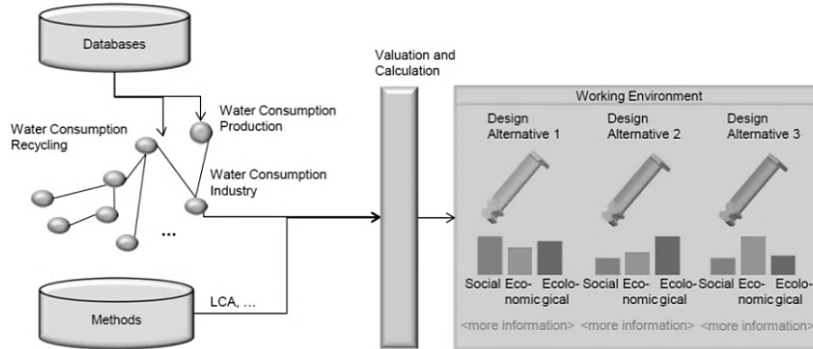 Databases
Valuation and
Calculation
Working Environment
Water Consumption
Production
Water Consumption
Recycling
Design
Alternative 1
Design
Alternative 2
Design
Alternative 3
Water Consumption
Industry
...
Social Eco- Ecolo-
nomic gical
Social Eco- Ecolo-
nomic gical
Social Eco- Ecolo-
nomic gical
LCA, ...
Methods
<more information> <more information> <more information>